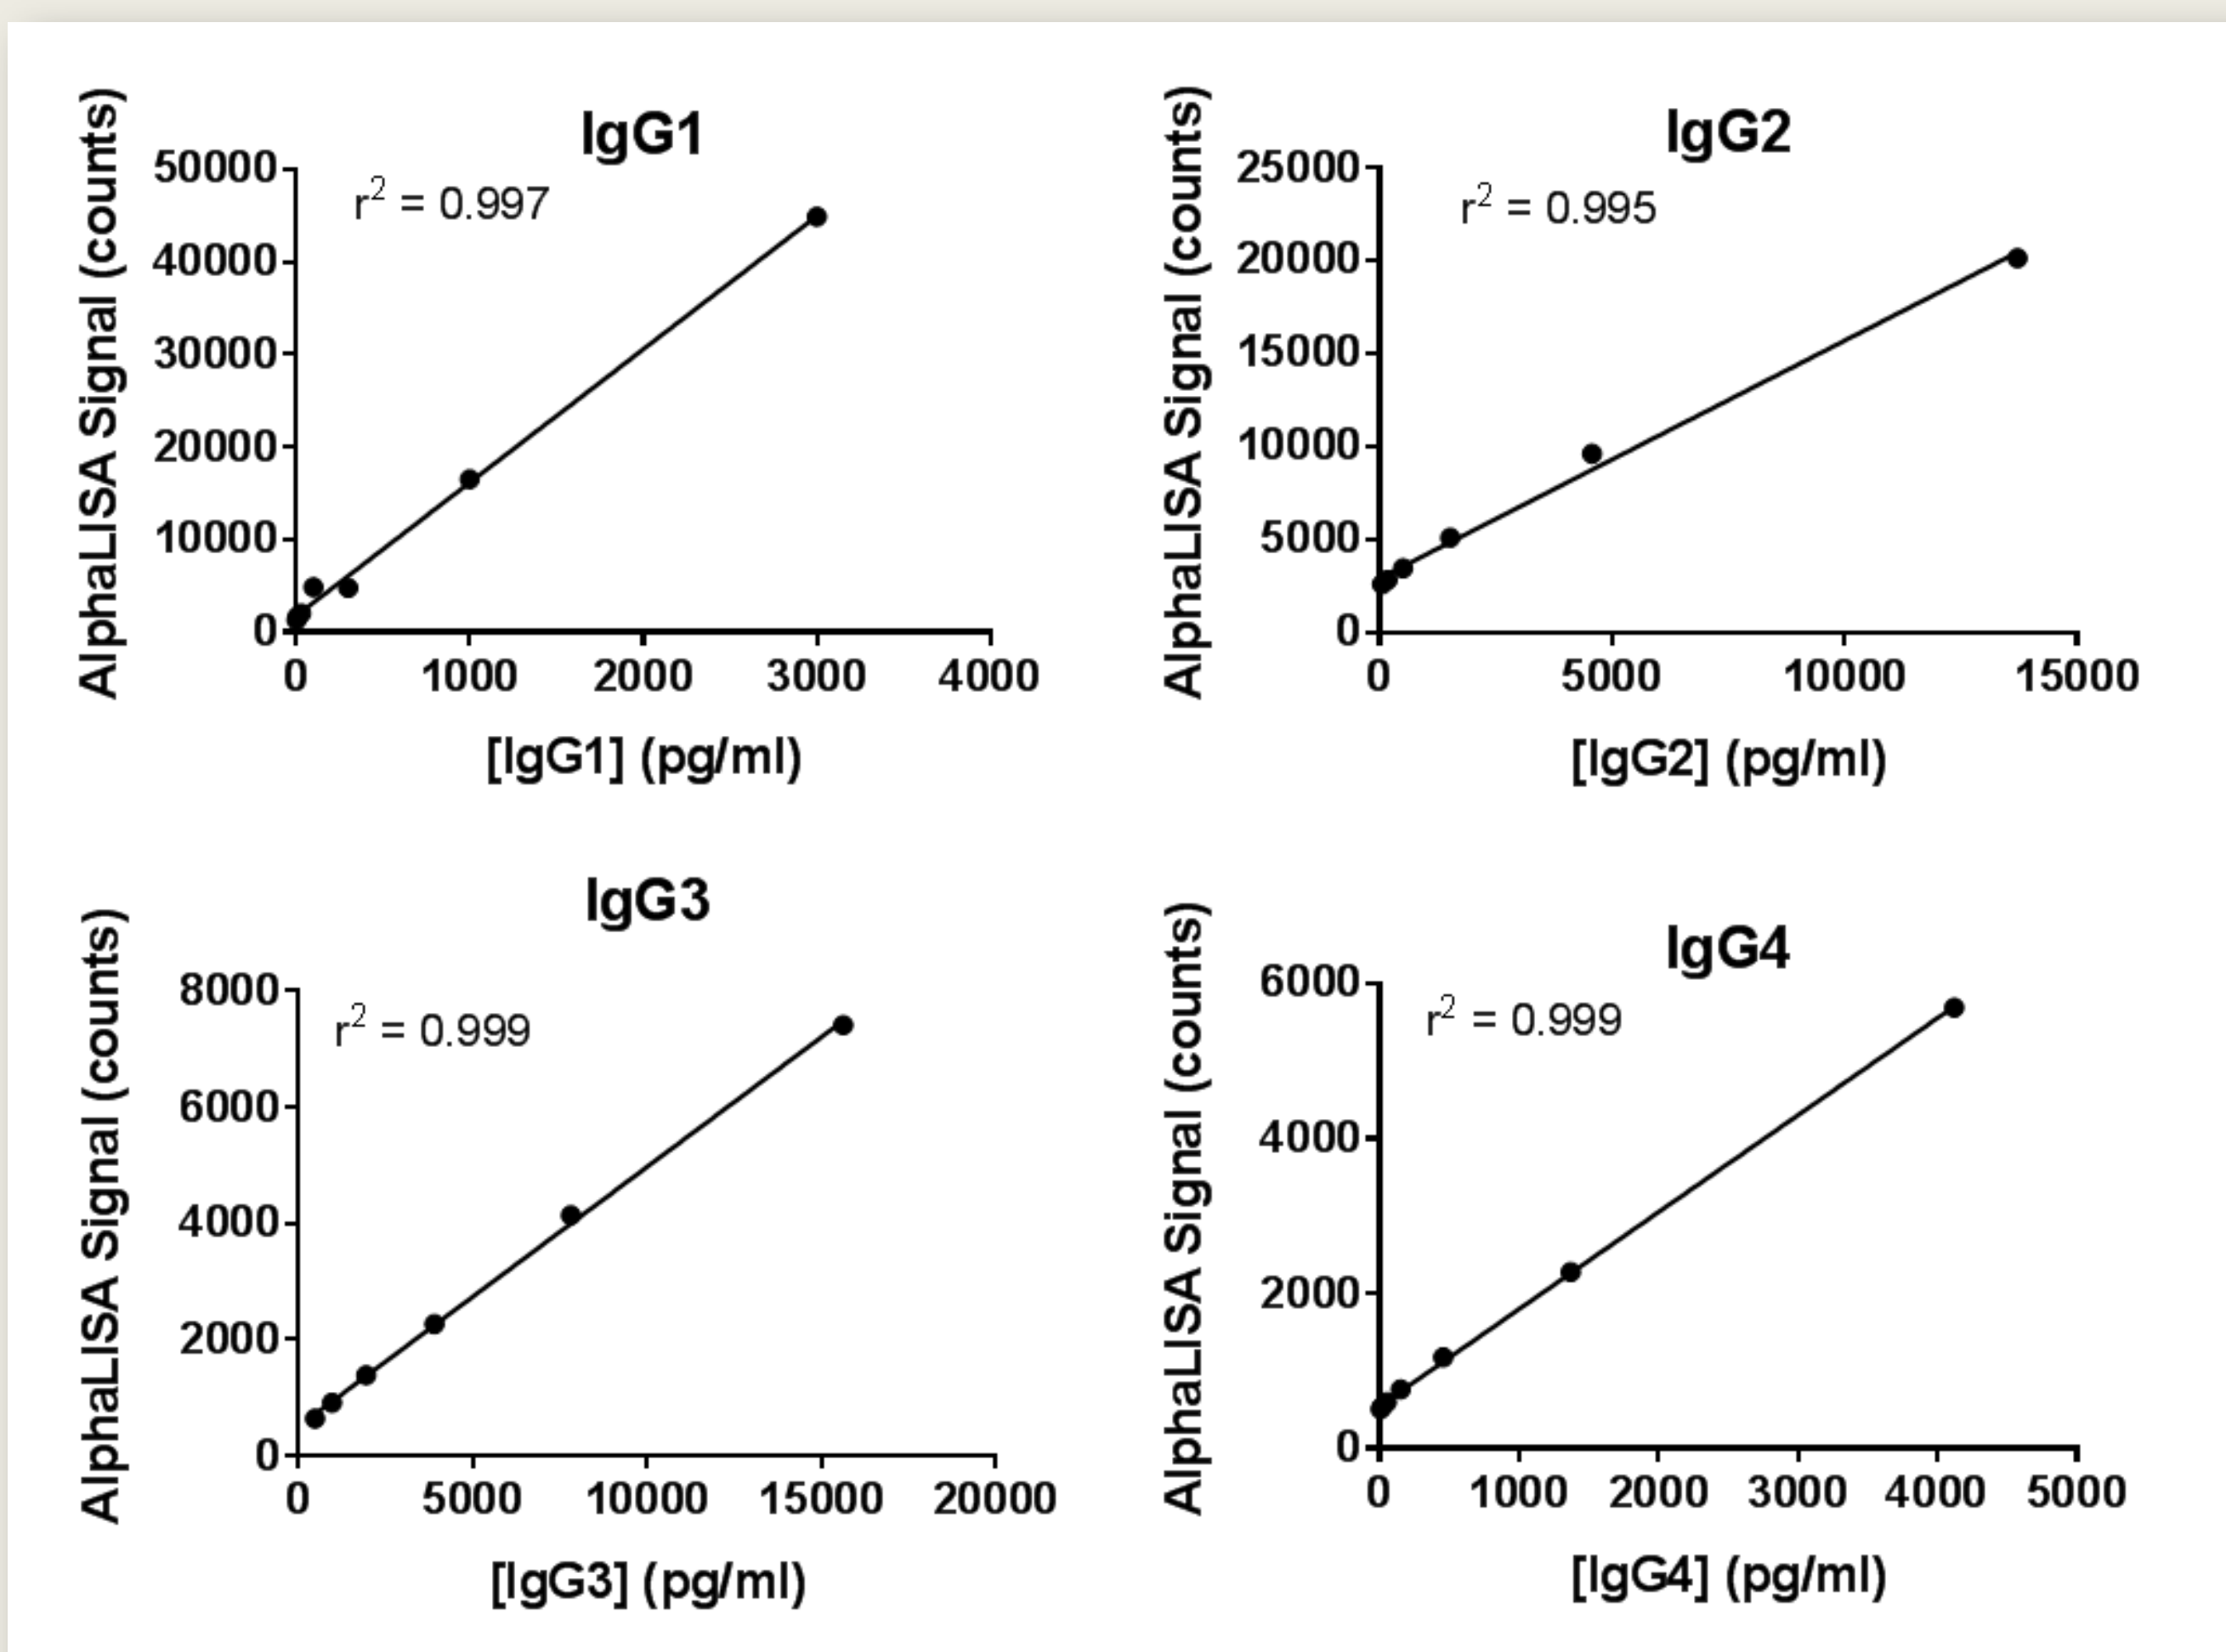 IgG1
AlphaLISA Signal (counts)
50000
40000
30000
20000
10000
0
r² = 0.997
0 1000 2000 3000 4000
[IgG1] (pg/ml)
IgG2
AlphaLISA Signal (counts)
25000
20000
15000
10000
5000
0
r² = 0.995
0 5000 10000 15000
[IgG2] (pg/ml)
IgG3
AlphaLISA Signal (counts)
8000
6000
4000
2000
0
r² = 0.999
0 5000 10000 15000 20000
[IgG3] (pg/ml)
IgG4
AlphaLISA Signal (counts)
6000
4000
2000
0
r² = 0.999
0 1000 2000 3000 4000 5000
[IgG4] (pg/ml)